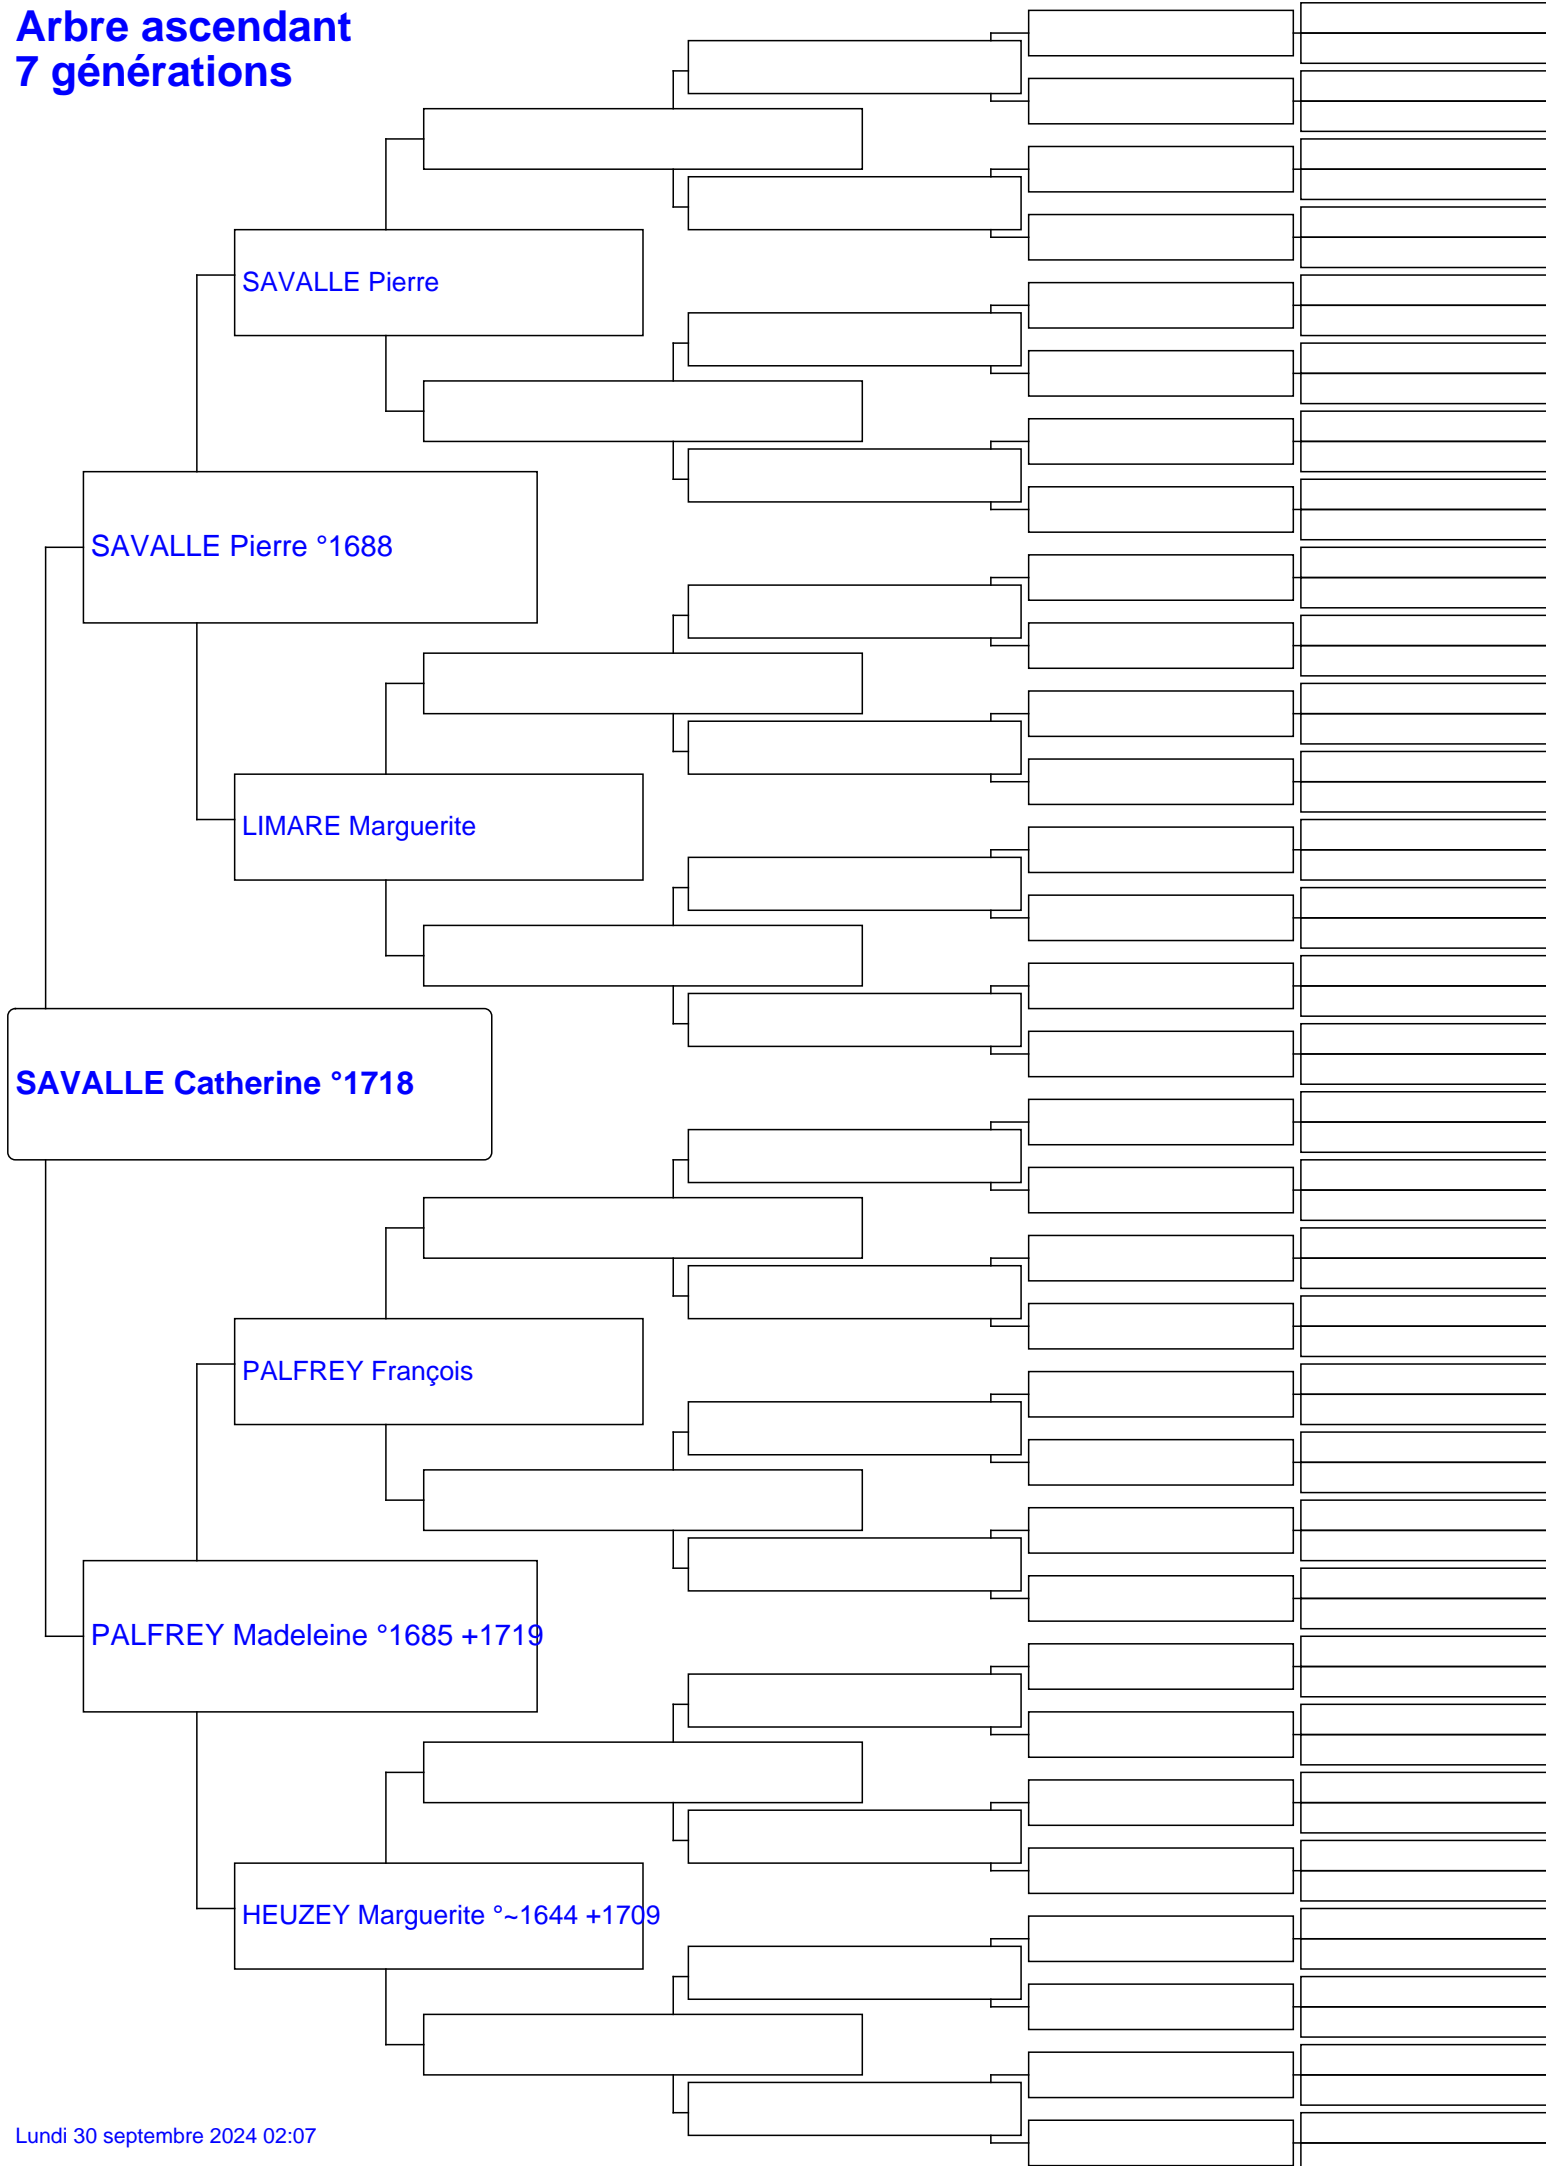 Arbre ascendant
7 générations
SAVALLE Pierre
SAVALLE Pierre °1688
LIMARE Marguerite
SAVALLE Catherine °1718
PALFREY François
PALFREY Madeleine °1685 +1719
HEUZEY Marguerite °~1644 +1709
Lundi 30 septembre 2024 02:07